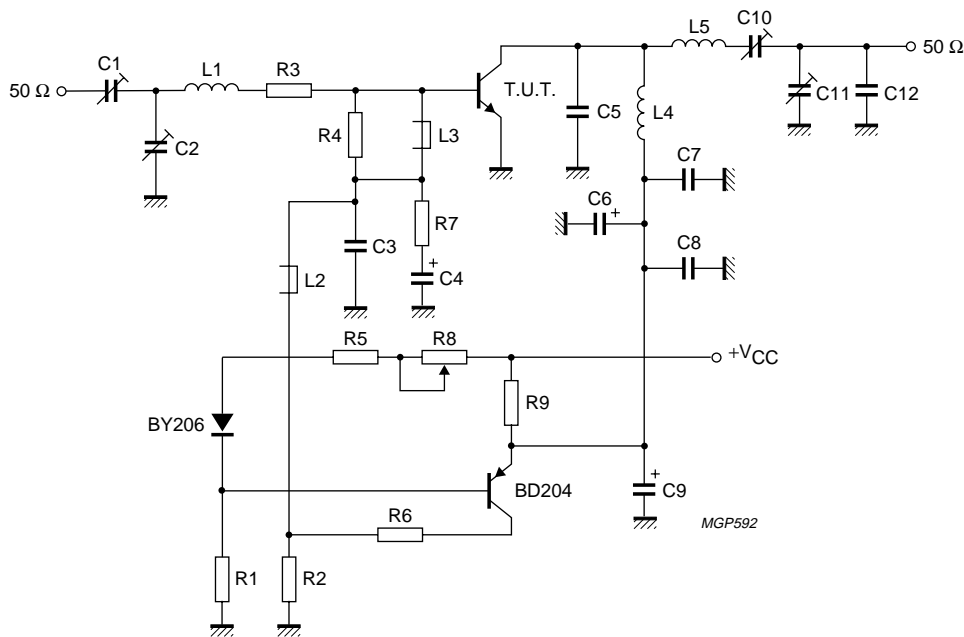 C10
L5
50 Ω
C1
L1
R3
50 Ω
T.U.T.
C5
L4
C11
C12
R4
L3
C2
C7
C6
+
R7
C3
C8
+
C4
L2
R5
R8
+VCC
R9
BY206
+
BD204
C9
R6
MGP592
R1
R2